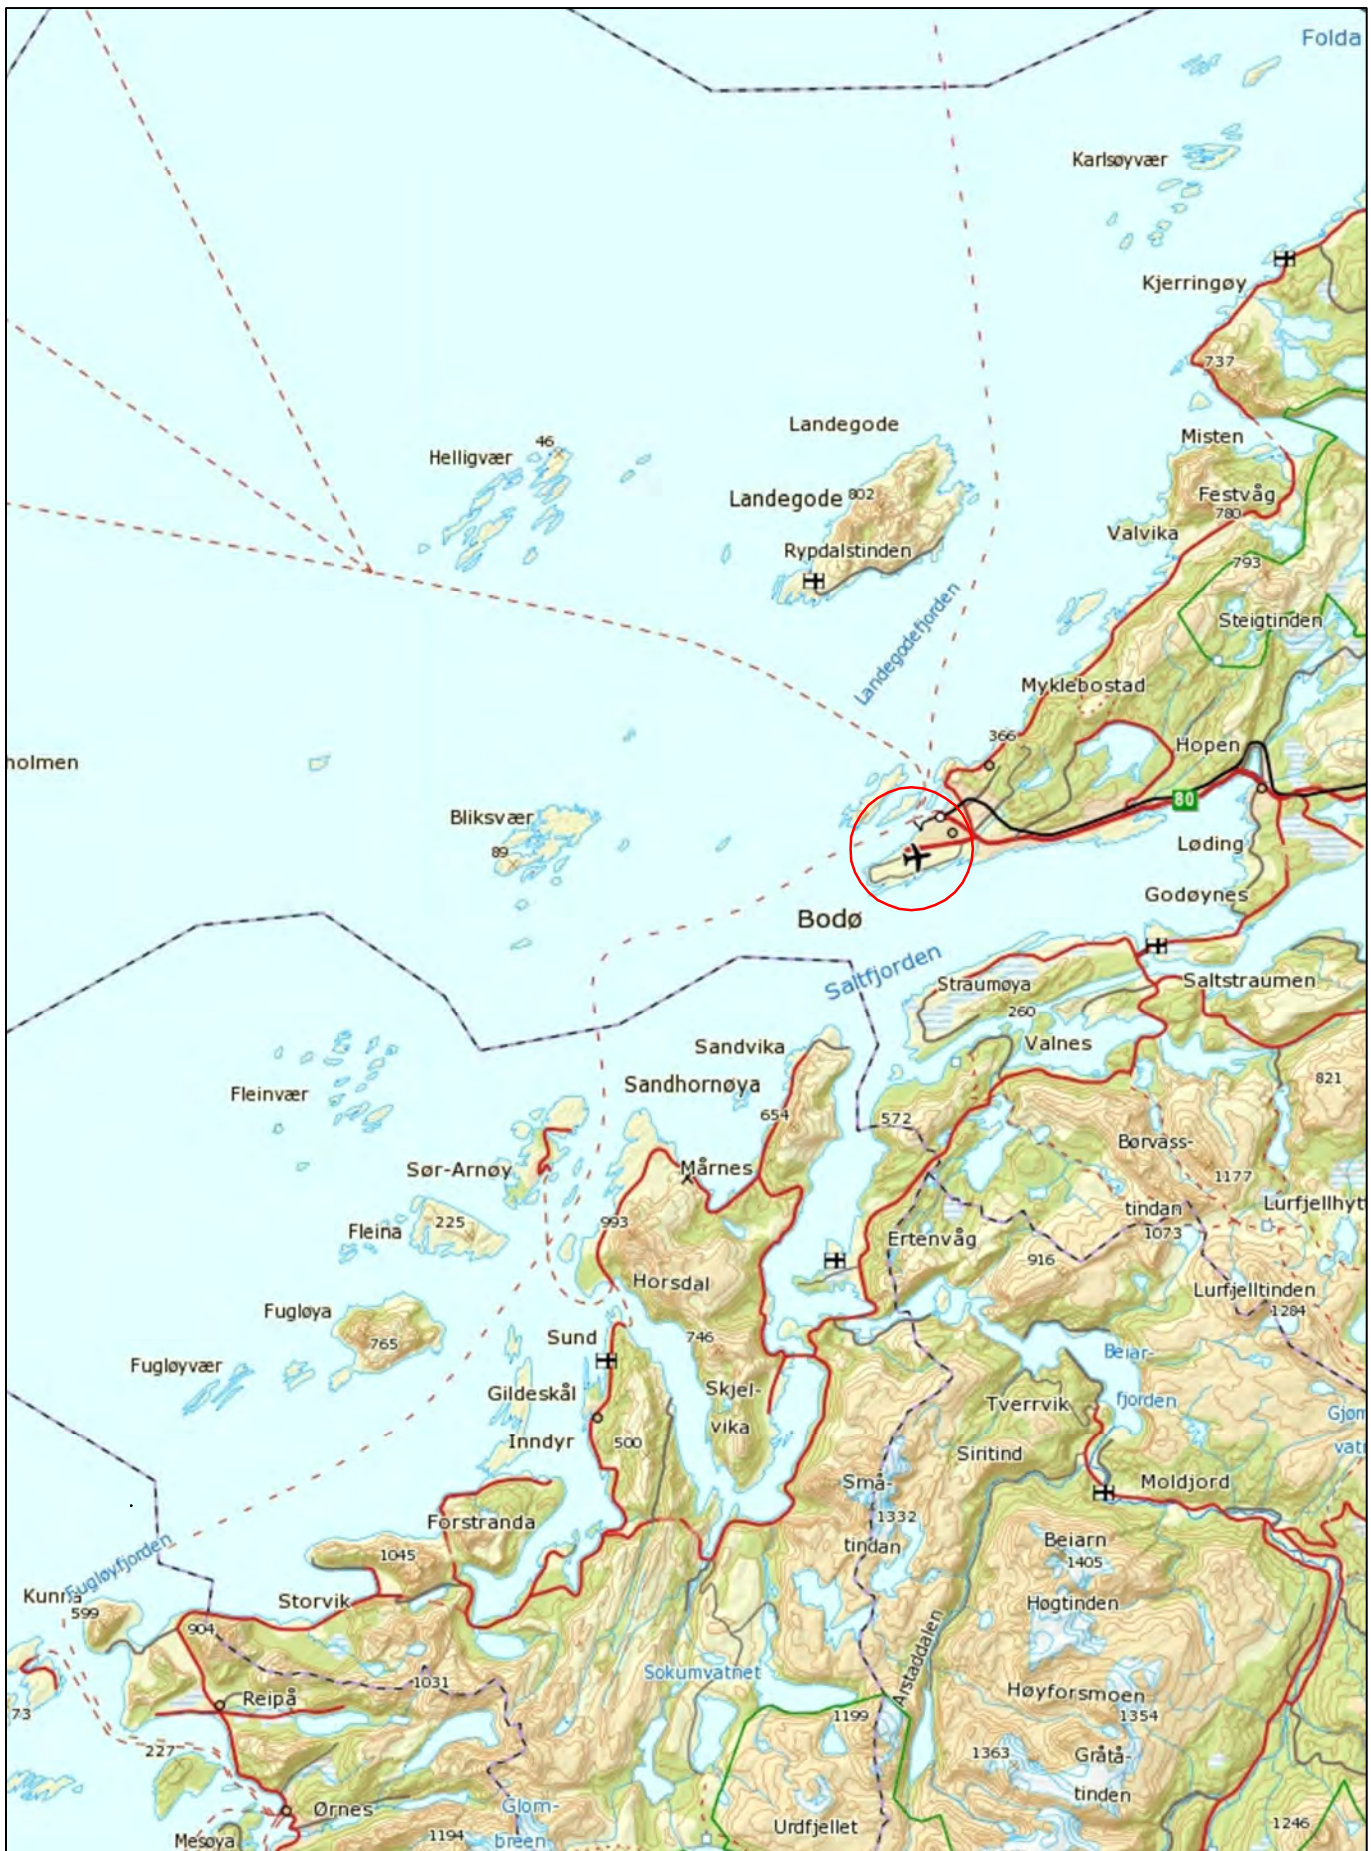 Folda
Karlsøyvær
Kjerringøy
737
Landegode
Misten
46
Helligvær
Landegode
802
Festvåg
780
Valvika
Rypdalstinden
793
Landegodefjorden
Steigtinden
Myklebostad
366
Hopen
holmen
80
Bliksvær
89
Løding
Godøynes
Bodø
Saltfjorden
Straumøya
Saltstraumen
260
Valnes
Sandvika
Sandhornøya
821
Fleinvær
654
572
Børvass-
tindan
Sør-Arnøy
Mårnes
1177
Lurfjellhyt
Fleina
225
993
1073
Ertenvåg
916
Horsdal
Lurfjelltinden
1284
Fugløya
765
Sund
746
Beiar-
fjorden
Fugløyvær
Gildeskål
Skjel-
vika
Tverrvik
Gjøm
vatn
Inndyr
500
Siritind
Små-
tindan
1332
Moldjord
Forstranda
1045
Beiarn
1405
Fugløyfjorden
Kunna
599
Storvik
Høgtinden
904
Arstaddalen
Sokumvatnet
1031
Reipå
Høyforsmoen
1354
73
1199
227
1363
Gråtå-
tinden
Ørnes
Glom-
breen
Mesøya
1194
Urdfjellet
1246